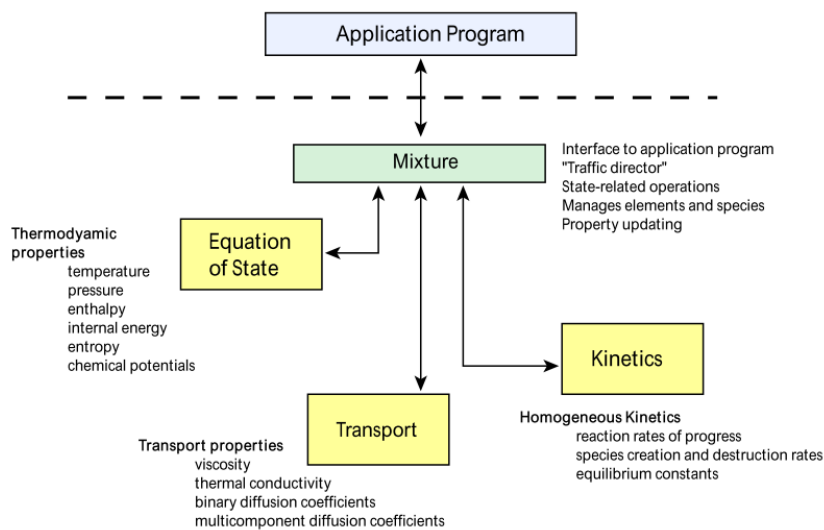 Application Program
Mixture
Interface to application program
"Traffic director"
State-related operations
Manages elements and species
Property updating
Thermodyamic
properties
temperature
pressure
enthalpy
internal energy
entropy
chemical potentials
Equation
of State
Kinetics
Homogeneous Kinetics
reaction rates of progress
species creation and destruction rates
equilibrium constants
Transport
Transport properties
viscosity
thermal conductivity
binary diffusion coefficients
multicomponent diffusion coefficients